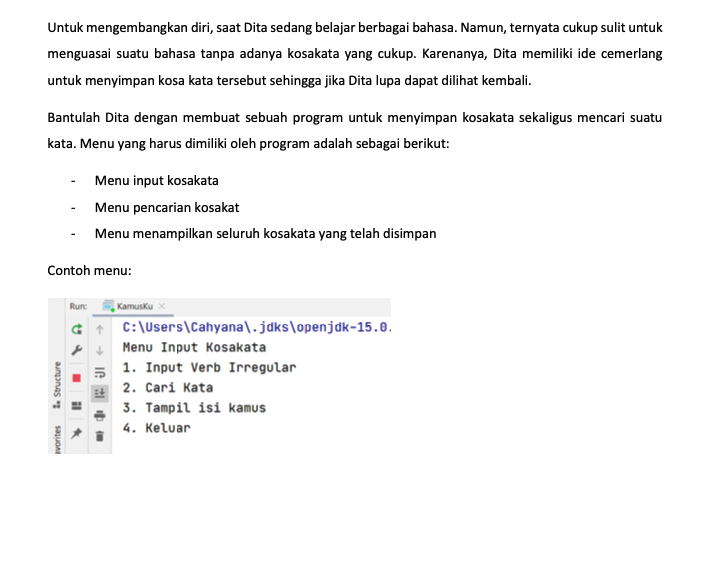 Untuk mengembangkan diri, saat Dita sedang belajar berbagai bahasa. Namun, ternyata cukup sulit untuk
menguasai suatu bahasa tanpa adanya kosakata yang cukup. Karenanya, Dita memiliki ide cemerlang
untuk menyimpan kosa kata tersebut sehingga jika Dita lupa dapat dilihat kembali.
Bantulah Dita dengan membuat sebuah program untuk menyimpan kosakata sekaligus mencari suatu
kata. Menu yang harus dimiliki oleh program adalah sebagai berikut:
- Menu input kosakata
- Menu pencarian kosakat
- Menu menampilkan seluruh kosakata yang telah disimpan
Contoh menu:
Run: KamusKu ×
C:\Users\Cahyana\.jdks\openjdk-15.0.
Menu Input Kosakata
1. Input Verb Irregular
2. Cari Kata
3. Tampil isi kamus
4. Keluar
Structure
vorites